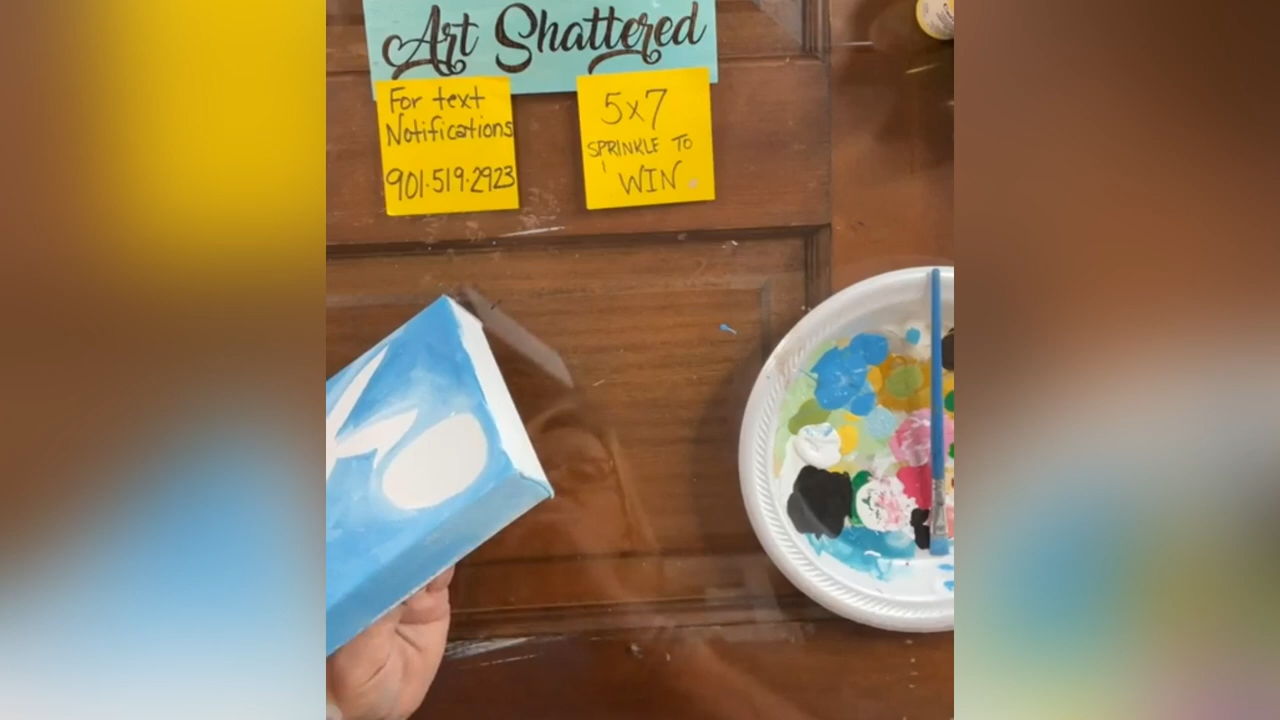 Art Shattered
For text
Notifications
901.519.2923
5x7
SPRINKLE TO
WIN